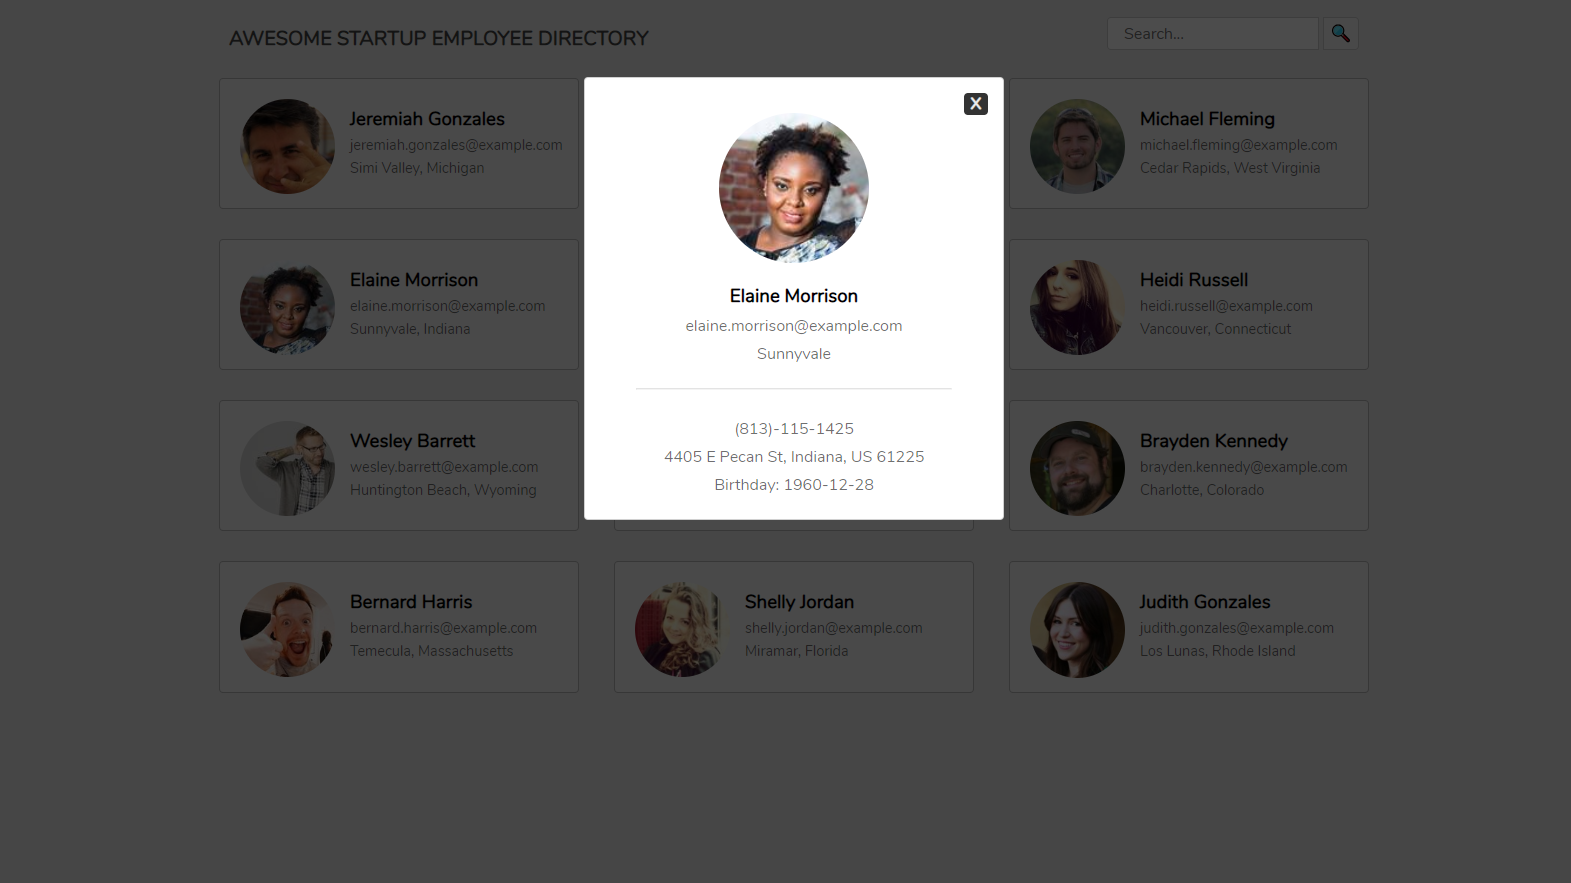 AWESOME STARTUP EMPLOYEE DIRECTORY
Search...
X
Elaine Morrison
elaine.morrison@example.com
Sunnyvale
(813)-115-1425
4405 E Pecan St, Indiana, US 61225
Birthday: 1960-12-28
Jeremiah Gonzales
jeremiah.gonzales@example.com
Simi Valley, Michigan
Michael Fleming
michael.fleming@example.com
Cedar Rapids, West Virginia
Elaine Morrison
elaine.morrison@example.com
Sunnyvale, Indiana
Heidi Russell
heidi.russell@example.com
Vancouver, Connecticut
Wesley Barrett
wesley.barrett@example.com
Huntington Beach, Wyoming
Brayden Kennedy
brayden.kennedy@example.com
Charlotte, Colorado
Bernard Harris
bernard.harris@example.com
Temecula, Massachusetts
Shelly Jordan
shelly.jordan@example.com
Miramar, Florida
Judith Gonzales
judith.gonzales@example.com
Los Lunas, Rhode Island